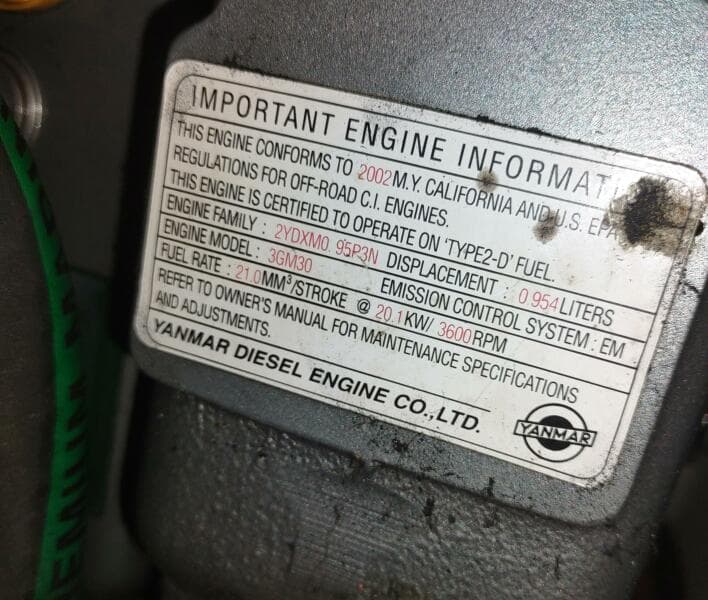 IMPORTANT ENGINE INFORMAT
THIS ENGINE CONFORMS TO 2002 M.Y. CALIFORNIA AND U.S. EPA
REGULATIONS FOR OFF-ROAD C.I. ENGINES.
THIS ENGINE IS CERTIFIED TO OPERATE ON 'TYPE2-D' FUEL.
ENGINE FAMILY : 2YDXM0.95P3N DISPLACEMENT : 0.954 LITERS
ENGINE MODEL : 3GM30 EMISSION CONTROL SYSTEM : EM
FUEL RATE : 21.0 MM³/STROKE @ 20.1 KW/ 3600 RPM
REFER TO OWNER'S MANUAL FOR MAINTENANCE SPECIFICATIONS
AND ADJUSTMENTS.
YANMAR DIESEL ENGINE CO.,LTD.
YANMAR
EMIUM